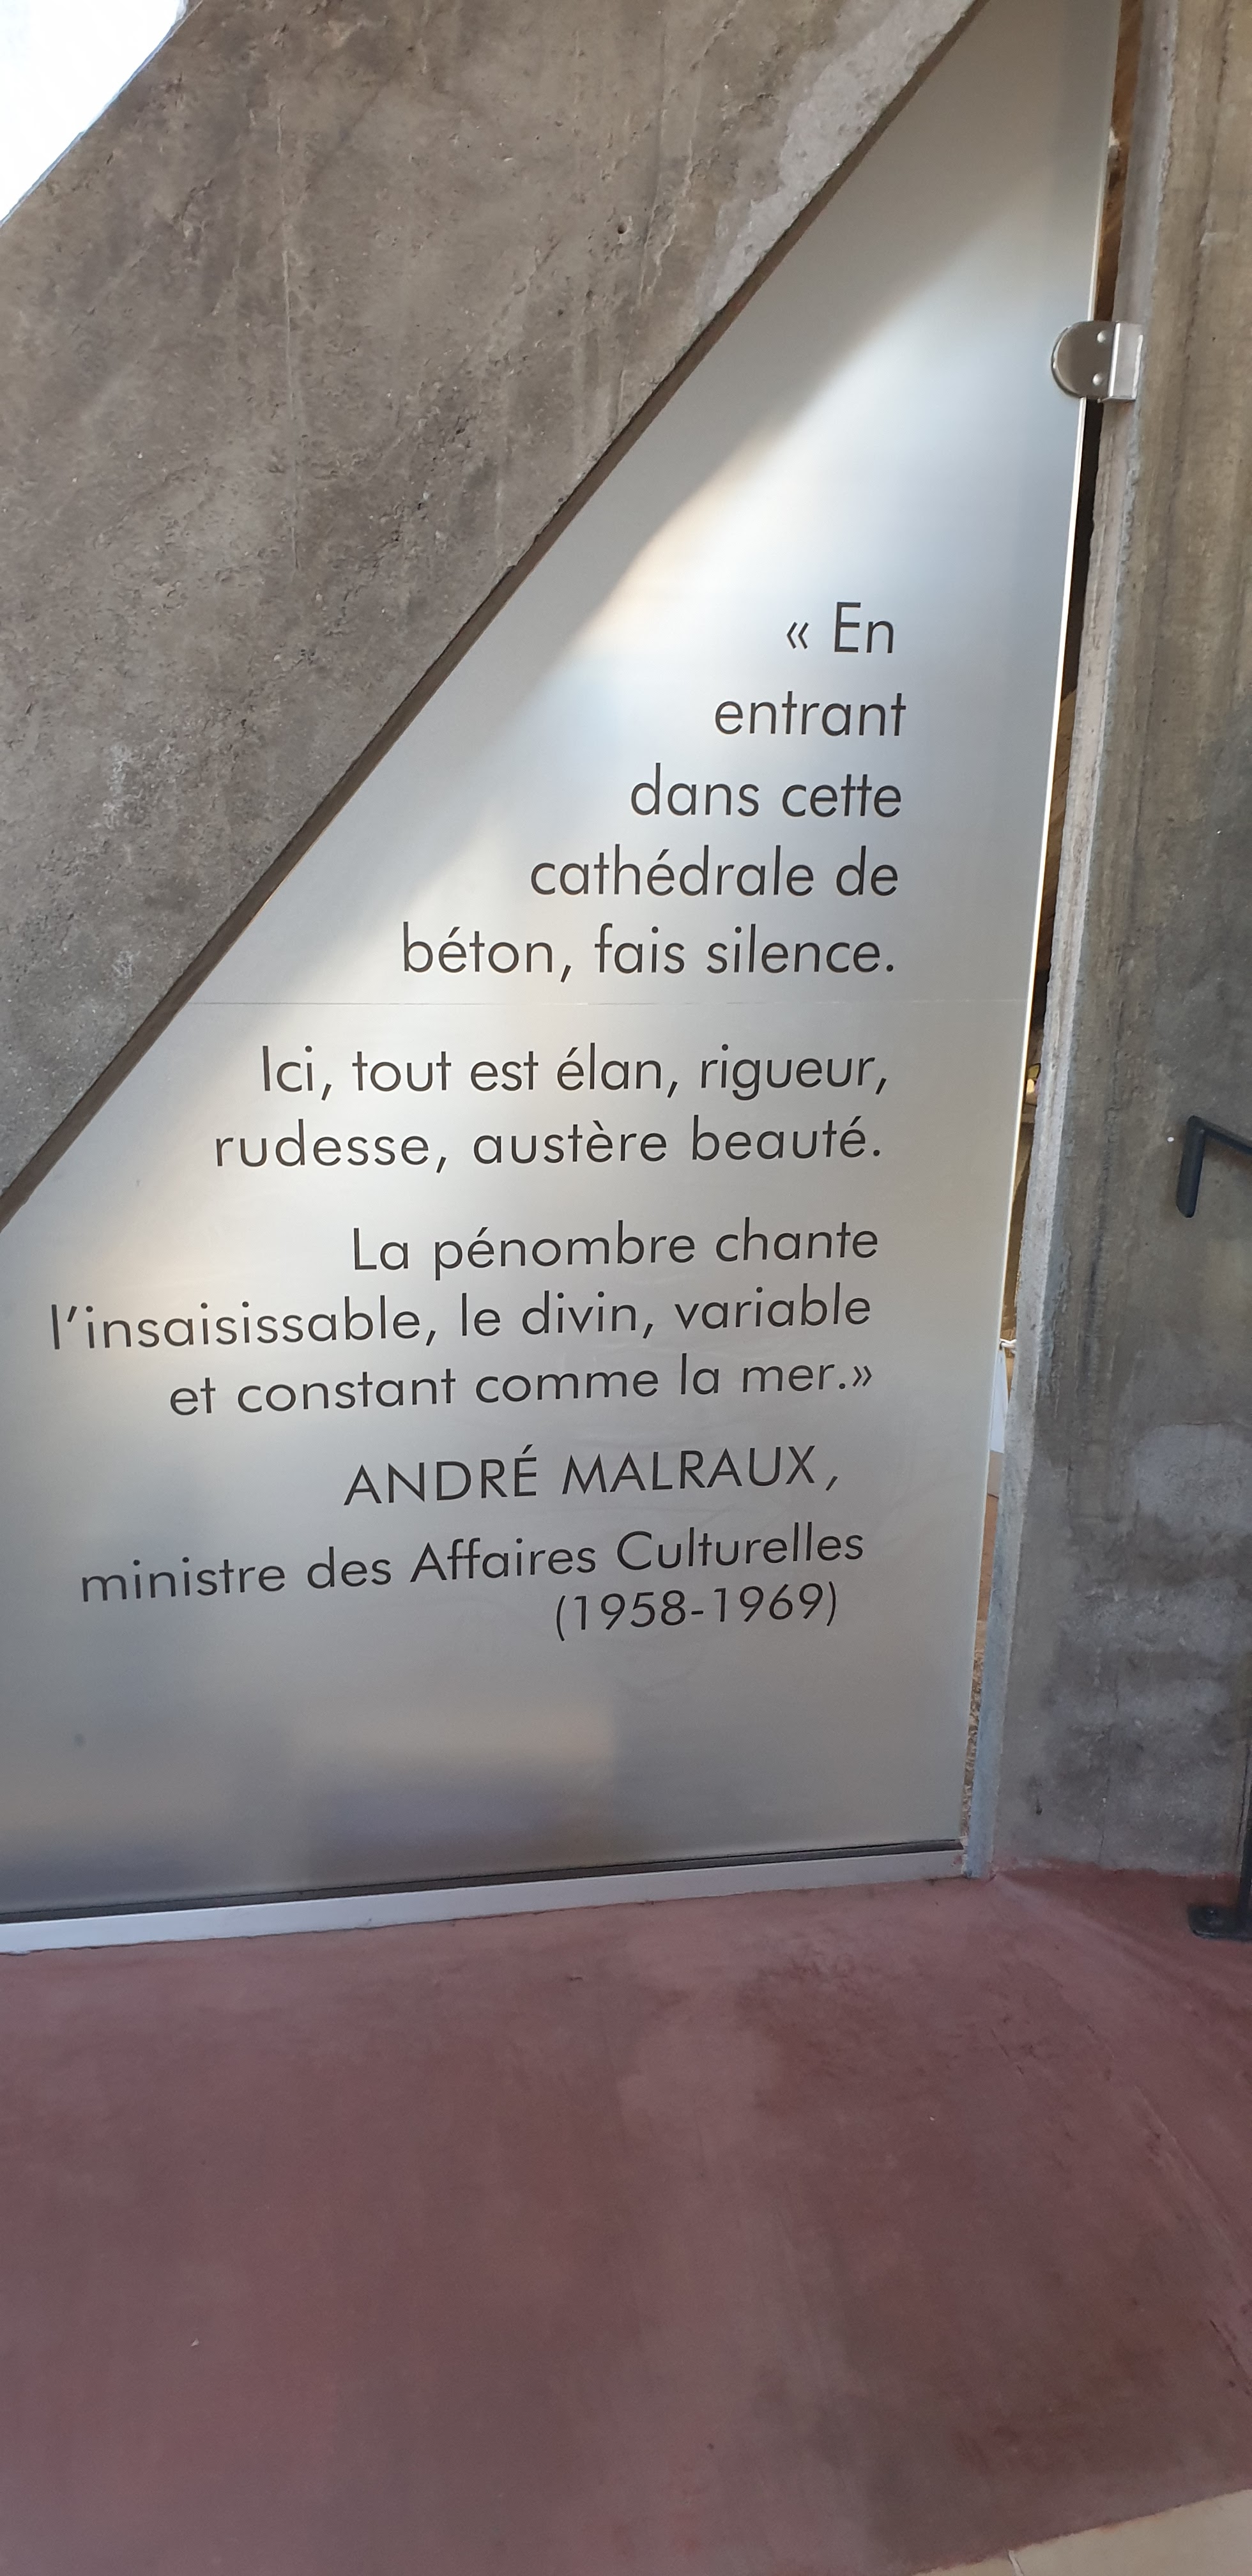 « En
entrant
dans cette
cathédrale de
béton, fais silence.
Ici, tout est élan, rigueur,
rudesse, austère beauté.
La pénombre chante
l'insaisissable, le divin, variable
et constant comme la mer.»
ANDRÉ MALRAUX,
ministre des Affaires Culturelles
(1958-1969)